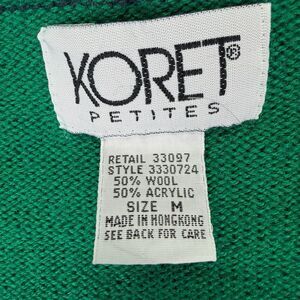 KORET®
PETITES
RETAIL 33097
STYLE 3330724
50% WOOL
50% ACRYLIC
SIZE M
MADE IN HONGKONG
SEE BACK FOR CARE